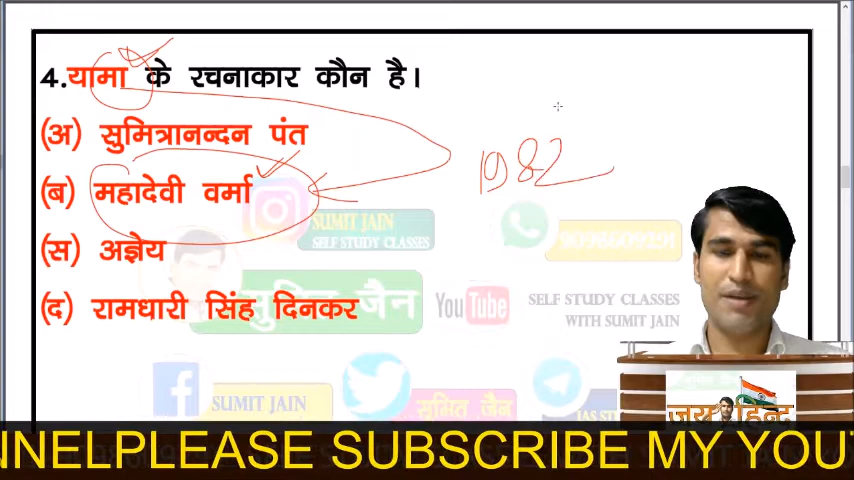 4.यामा के रचनाकार कौन है।
(अ) सुमित्रानन्दन पंत
(ब) महादेवी वर्मा
1982
(स) अज्ञेय
(द) रामधारी सिंह दिनकर
SUMIT JAIN
SELF STUDY CLASSES
सुमित जैन
YouTube
SELF STUDY CLASSES
WITH SUMIT JAIN
SUMIT JAIN
सुमित जैन
जय हिन्द
NNELPLEASE SUBSCRIBE MY YOUT